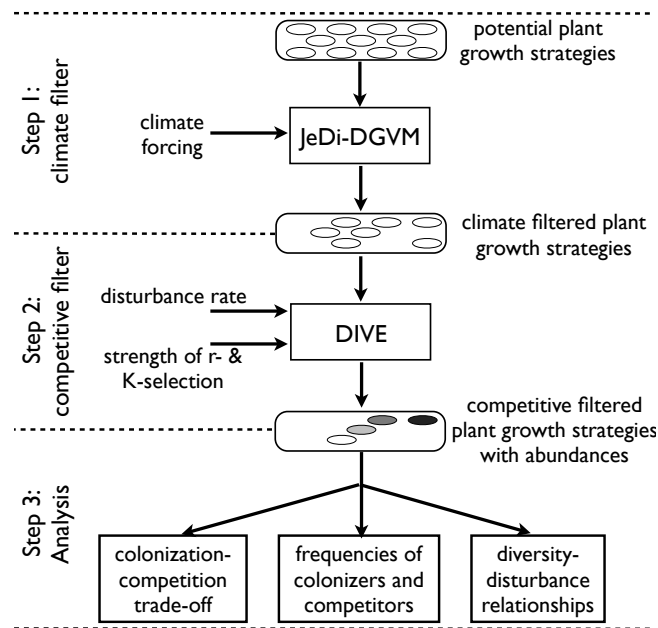 potential plant
growth strategies
Step 1:
climate filter
climate
forcing
JeDi-DGVM
climate filtered plant
growth strategies
Step 2:
competitive filter
disturbance rate
DIVE
strength of r- &
K-selection
competitive filtered
plant growth strategies
with abundances
Step 3:
Analysis
colonization-
competition
trade-off
frequencies of
colonizers and
competitors
diversity-
disturbance
relationships